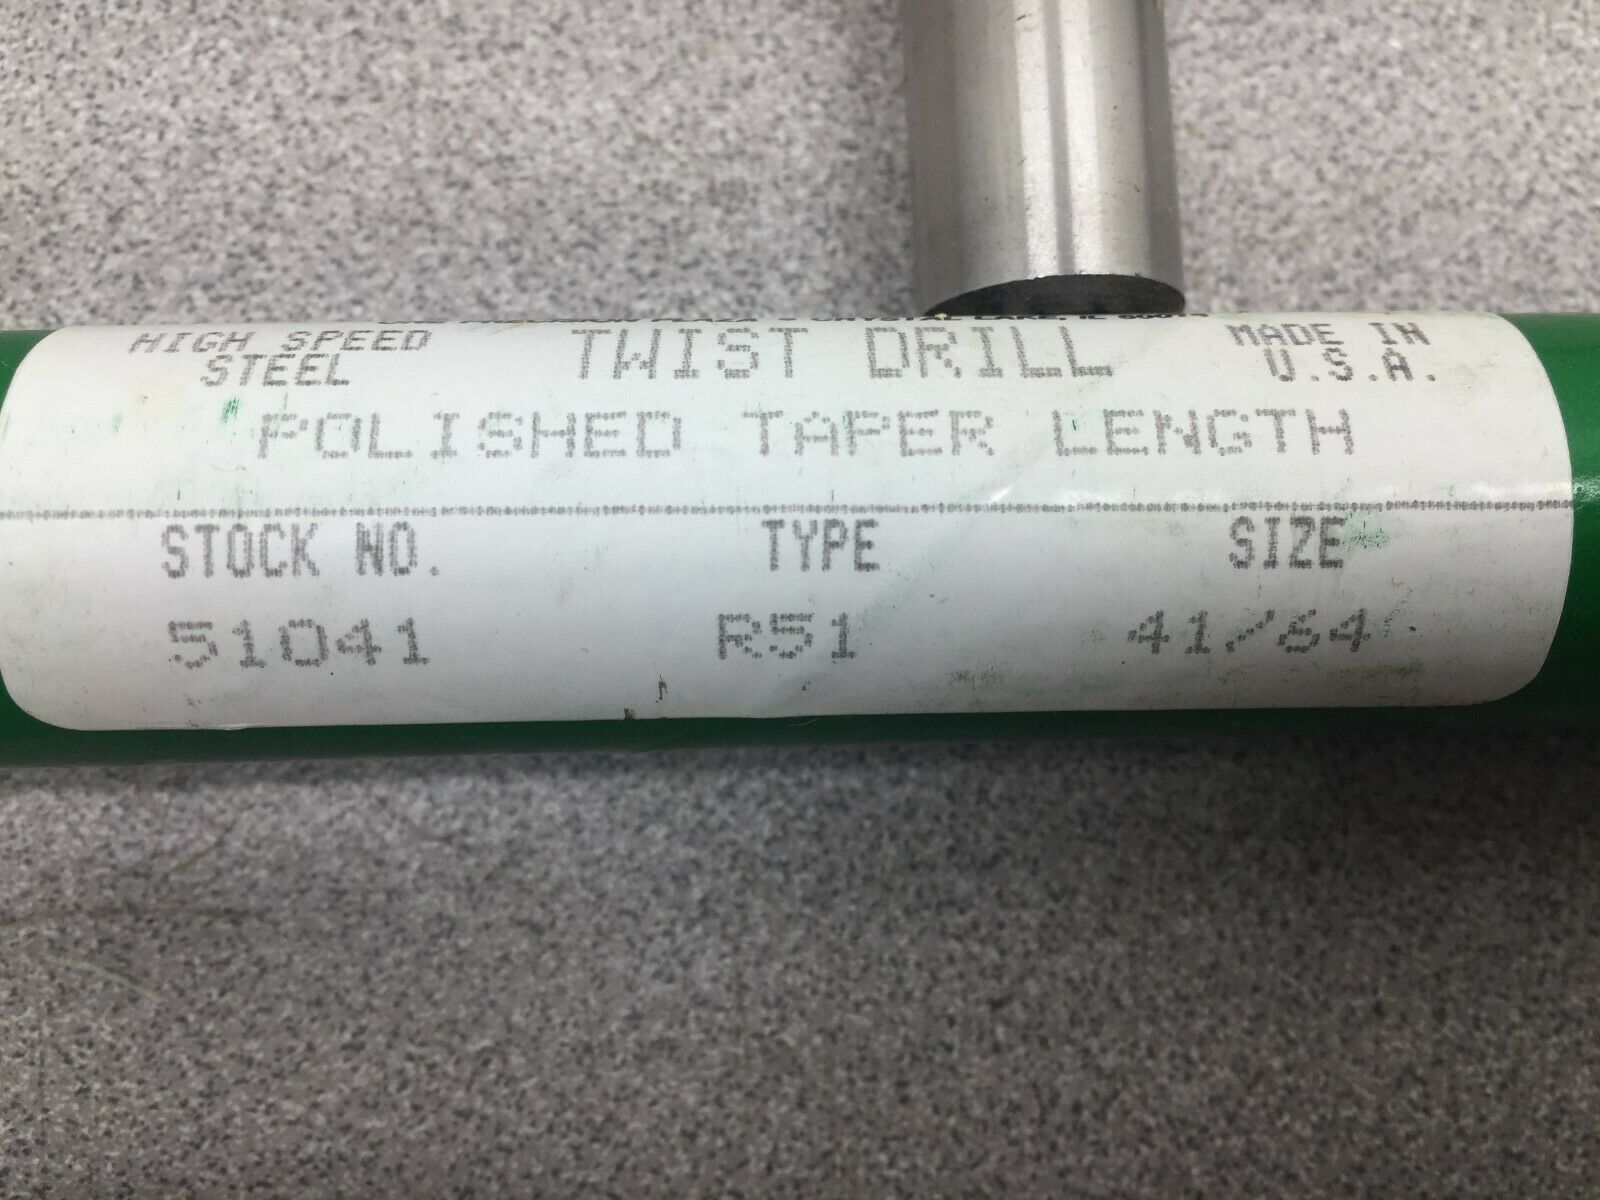 HIGH SPEED STEEL
TWIST DRILL
MADE IN U.S.A.
POLISHED TAPER LENGTH
STOCK NO. TYPE SIZE
51041 R51 41/64